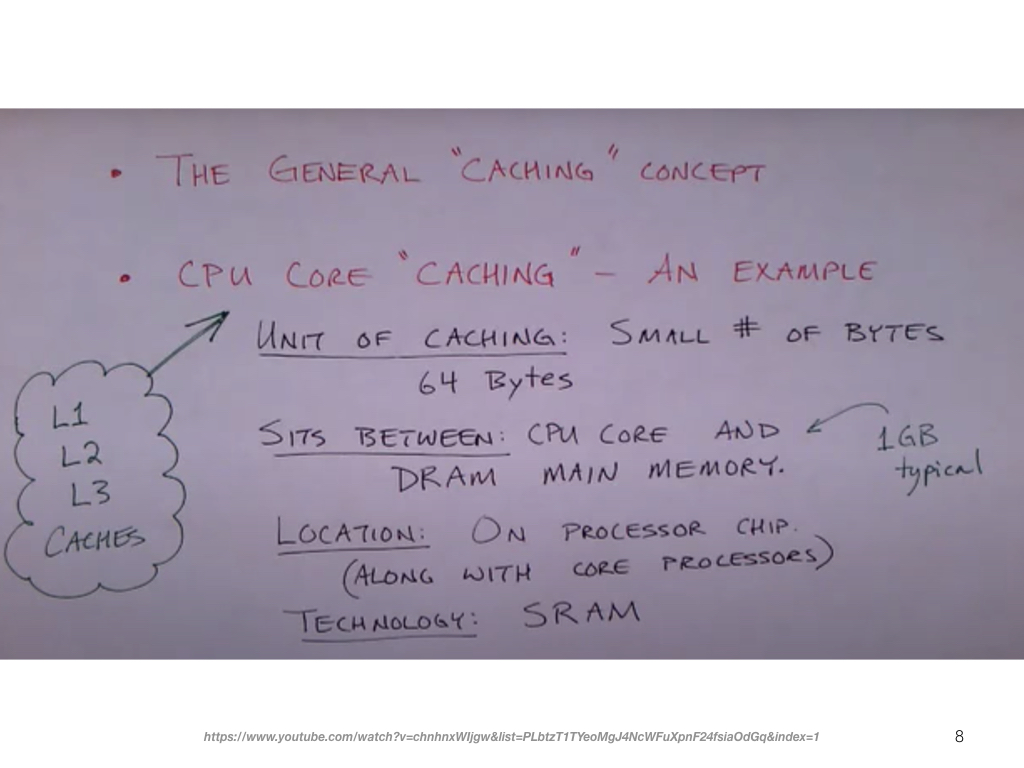 • THE GENERAL "CACHING" CONCEPT
• CPU CORE "CACHING" – AN EXAMPLE
UNIT OF CACHING: SMALL # OF BYTES
64 Bytes
SITS BETWEEN: CPU CORE AND
DRAM MAIN MEMORY.
1GB
typical
LOCATION: ON PROCESSOR CHIP.
(ALONG WITH CORE PROCESSORS)
TECHNOLOGY: SRAM
L1
L2
L3
CACHES
https://www.youtube.com/watch?v=chnhnxWIjgw&list=PLbtzT1TYeoMgJ4NcWFuXpnF24fsiaOdGq&index=1
8